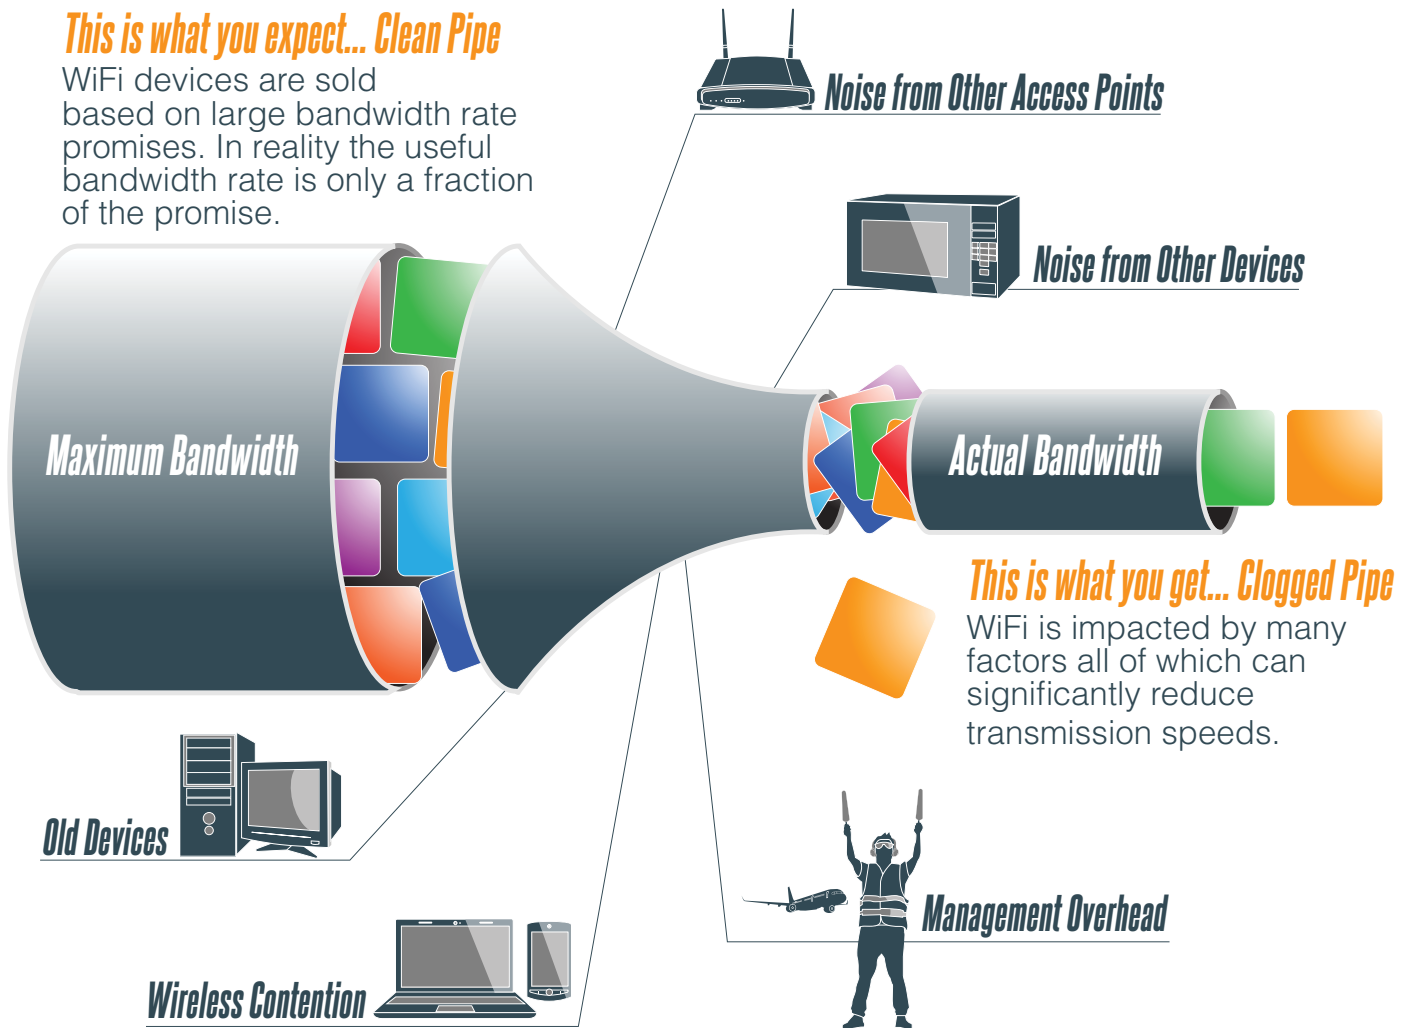 This is what you expect... Clean Pipe
WiFi devices are sold
based on large bandwidth rate
promises. In reality the useful
bandwidth rate is only a fraction
of the promise.
Noise from Other Access Points
Noise from Other Devices
Maximum Bandwidth
Actual Bandwidth
This is what you get... Clogged Pipe
WiFi is impacted by many
factors all of which can
significantly reduce
transmission speeds.
Old Devices
Management Overhead
Wireless Contention